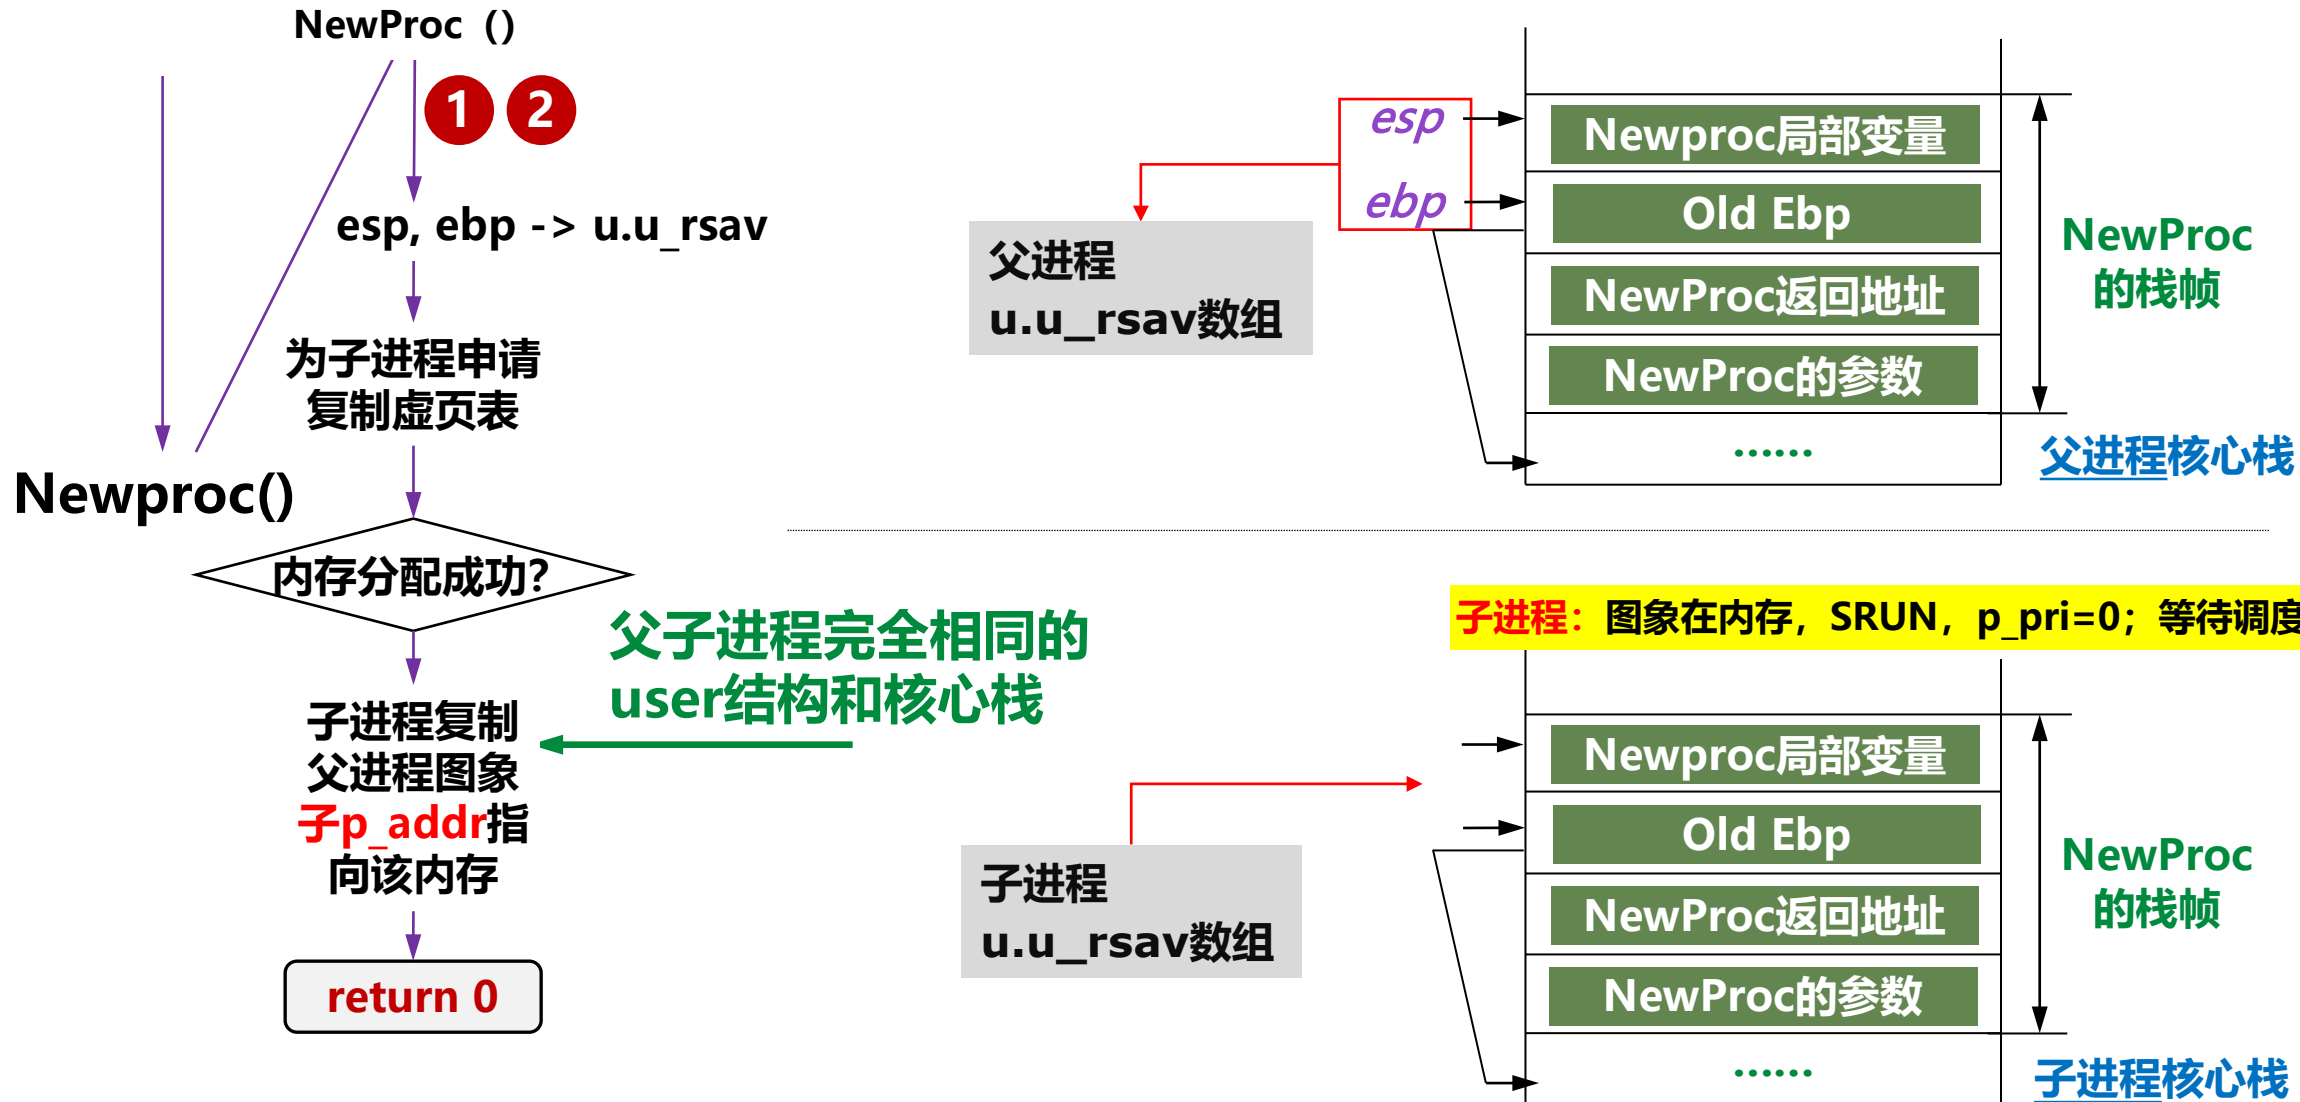 NewProc（）
1 2
esp, ebp -> u.u_rsav
为子进程申请
复制虚页表
Newproc()
内存分配成功？
子进程复制
父进程图象
子p_addr指
向该内存
return 0
父子进程完全相同的
user结构和核心栈
esp
ebp
父进程
u.u_rsav数组
Newproc局部变量
Old Ebp
NewProc返回地址
NewProc的参数
……
NewProc
的栈帧
父进程核心栈
子进程：图象在内存，SRUN，p_pri=0；等待调度
子进程
u.u_rsav数组
Newproc局部变量
Old Ebp
NewProc返回地址
NewProc的参数
……
NewProc
的栈帧
子进程核心栈